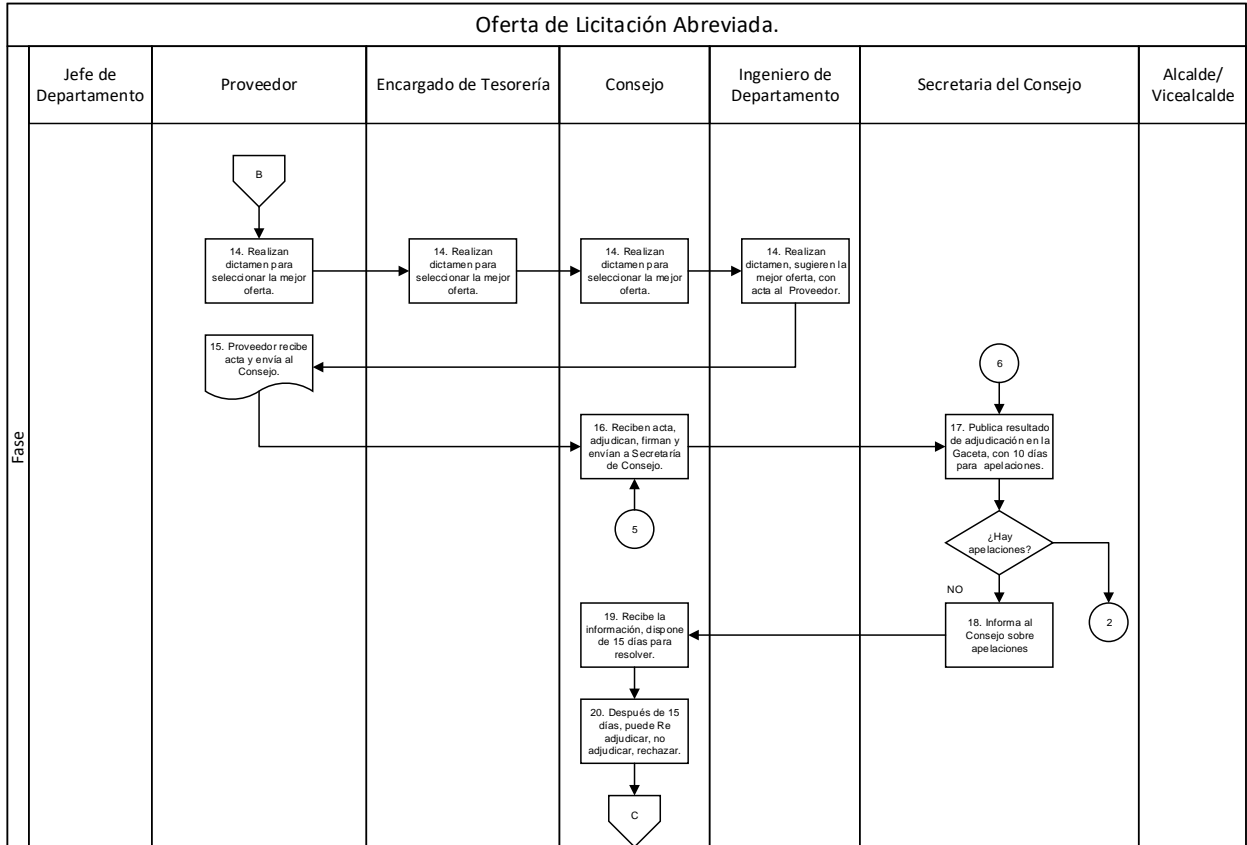 Oferta de Licitación Abreviada.
Fase
Jefe de
Departamento
Proveedor
Encargado de Tesorería
Consejo
Ingeniero de
Departamento
Secretaria del Consejo
Alcalde/
Vicealcalde
B
14. Realizan
dictamen para
seleccionar la mejor
oferta.
14. Realizan
dictamen para
seleccionar la mejor
oferta.
14. Realizan
dictamen para
seleccionar la mejor
oferta.
14. Realizan
dictamen, sugieren la
mejor oferta, con
acta al Proveedor.
15. Proveedor recibe
acta y envía al
Consejo.
6
16. Reciben acta,
adjudican, firman y
envían a Secretaría
de Consejo.
17. Publica resultado
de adjudicación en la
Gaceta, con 10 días
para apelaciones.
5
¿Hay
apelaciones?
NO
2
18. Informa al
Consejo sobre
apelaciones
19. Recibe la
información, dispone
de 15 días para
resolver.
20. Después de 15
días, puede Re
adjudicar, no
adjudicar, rechazar.
C